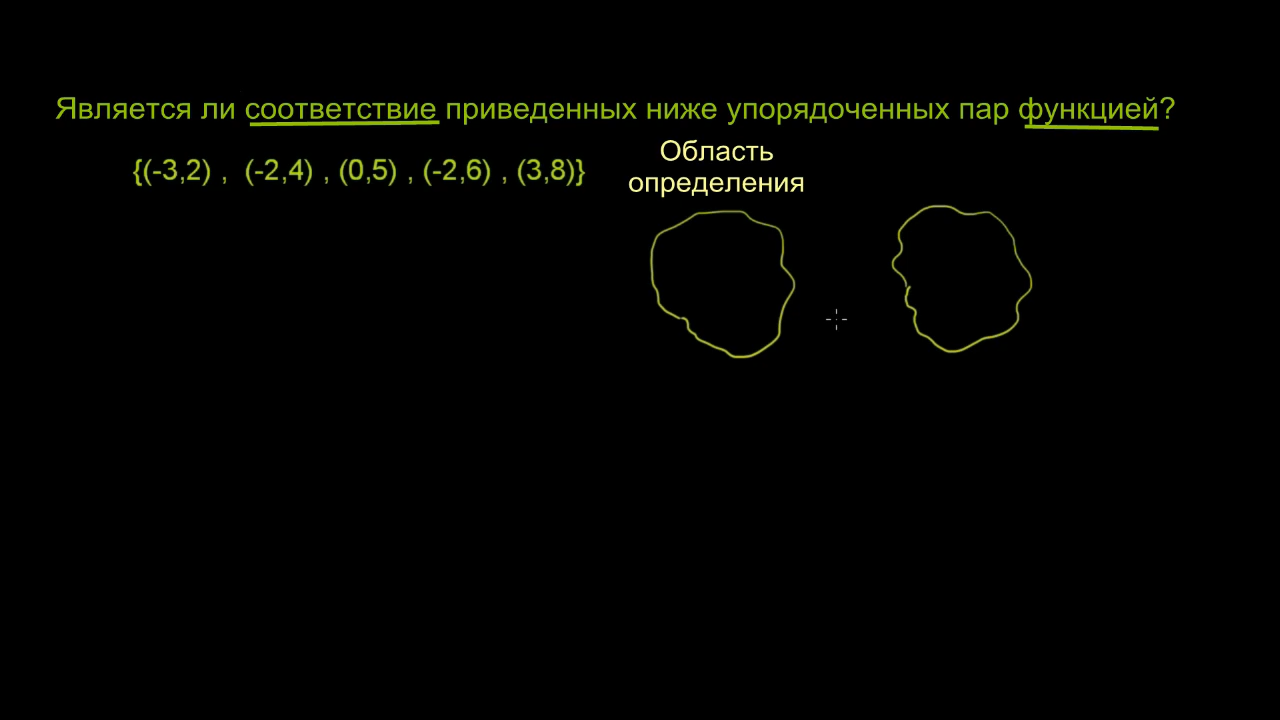 Является ли соответствие приведенных ниже упорядоченных пар функцией?
{(-3,2) , (-2,4) , (0,5) , (-2,6) , (3,8)}
Область
определения